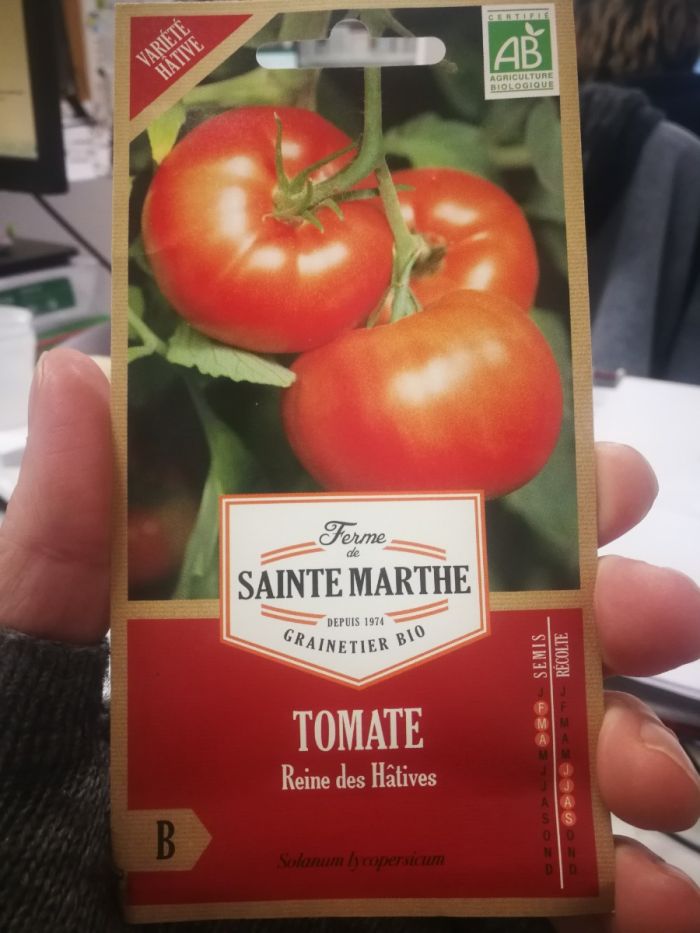 VARIÉTÉ
HÂTIVE
CERTIFIÉ
AB
AGRICULTURE
BIOLOGIQUE
Ferme
de
SAINTE MARTHE
DEPUIS 1974
GRAINETIER BIO
TOMATE
Reine des Hâtives
B
Solanum lycopersicum
SEMIS
J
F
M
A
M
J
J
A
S
O
N
D
RÉCOLTE
J
F
M
A
M
J
J
A
S
O
N
D